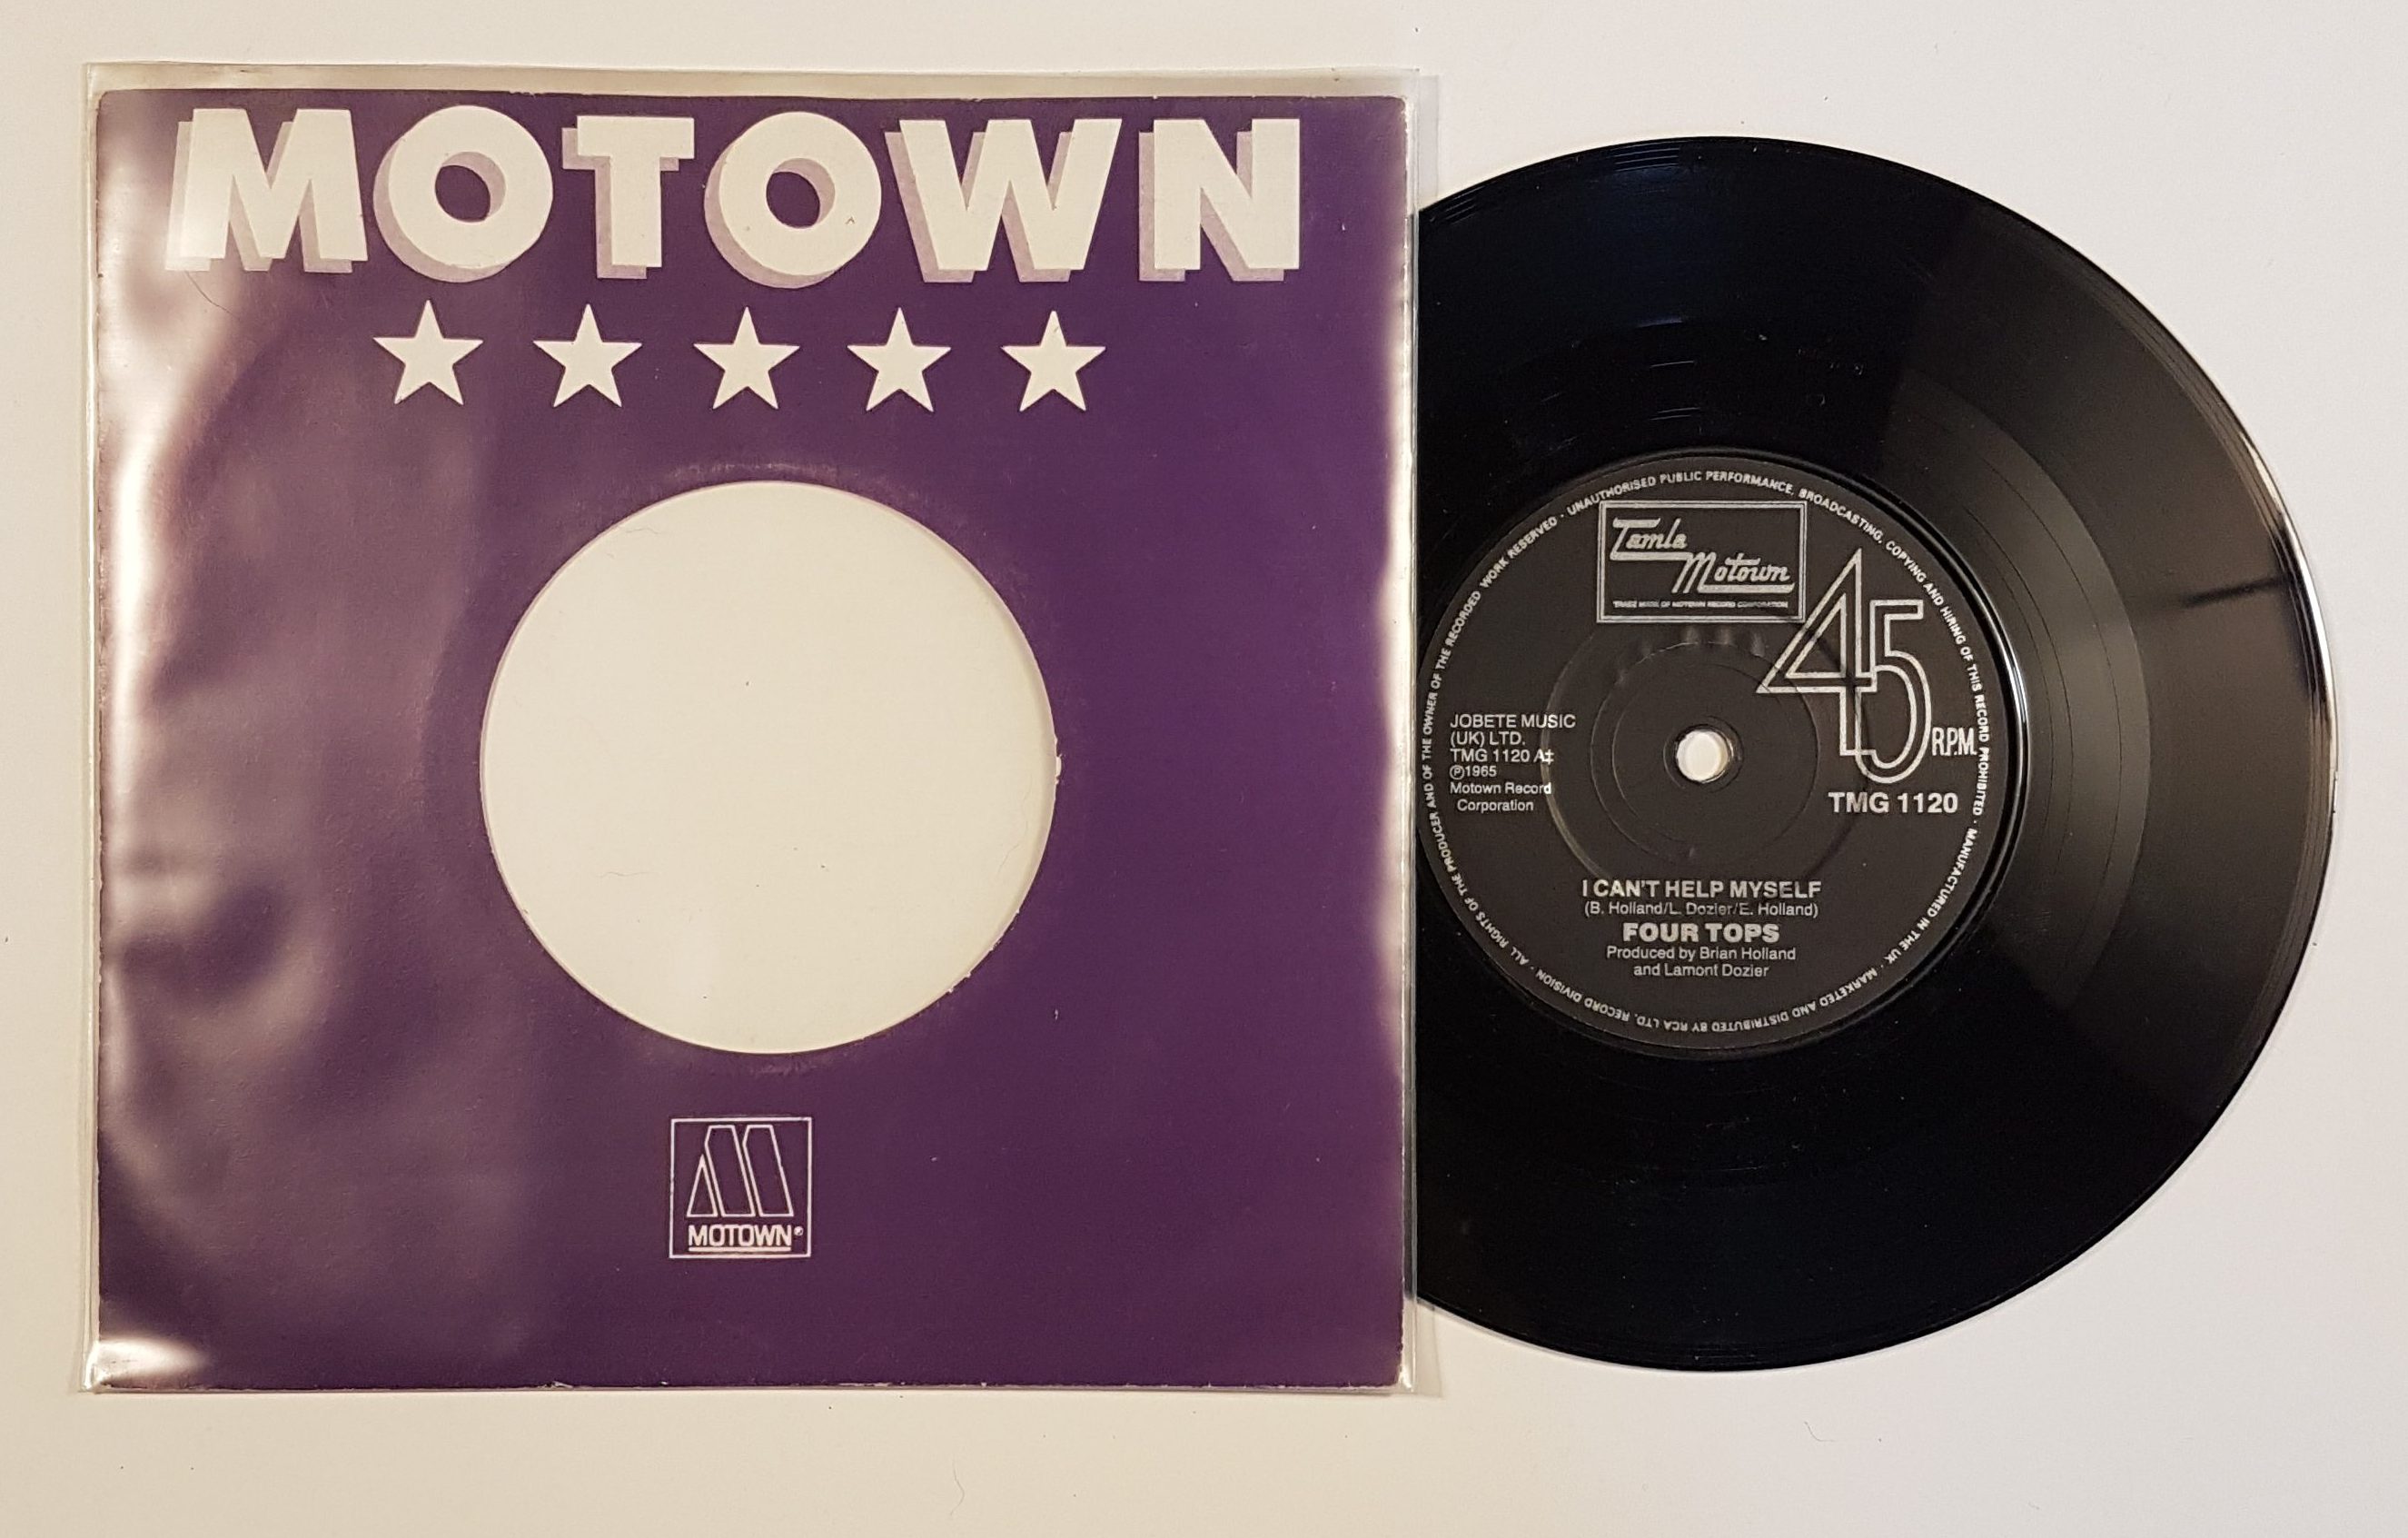 MOTOWN
MOTOWN®
Tamla
Motown
TRADE MARK OF MOTOWN RECORD CORPORATION
45
R.P.M.
TMG 1120
JOBETE MUSIC
(UK) LTD.
TMG 1120 A‡
℗1965
Motown Record
Corporation
I CAN'T HELP MYSELF
(B. Holland/L. Dozier/E. Holland)
FOUR TOPS
Produced by Brian Holland
and Lamont Dozier
ALL RIGHTS OF THE PRODUCER AND OF THE OWNER OF THE RECORDED WORK RESERVED · UNAUTHORISED PUBLIC PERFORMANCE, BROADCASTING, COPYING AND HIRING OF THIS RECORD PROHIBITED · MANUFACTURED IN THE UK · MARKETED AND DISTRIBUTED BY RCA LTD. RECORD DIVISION ·